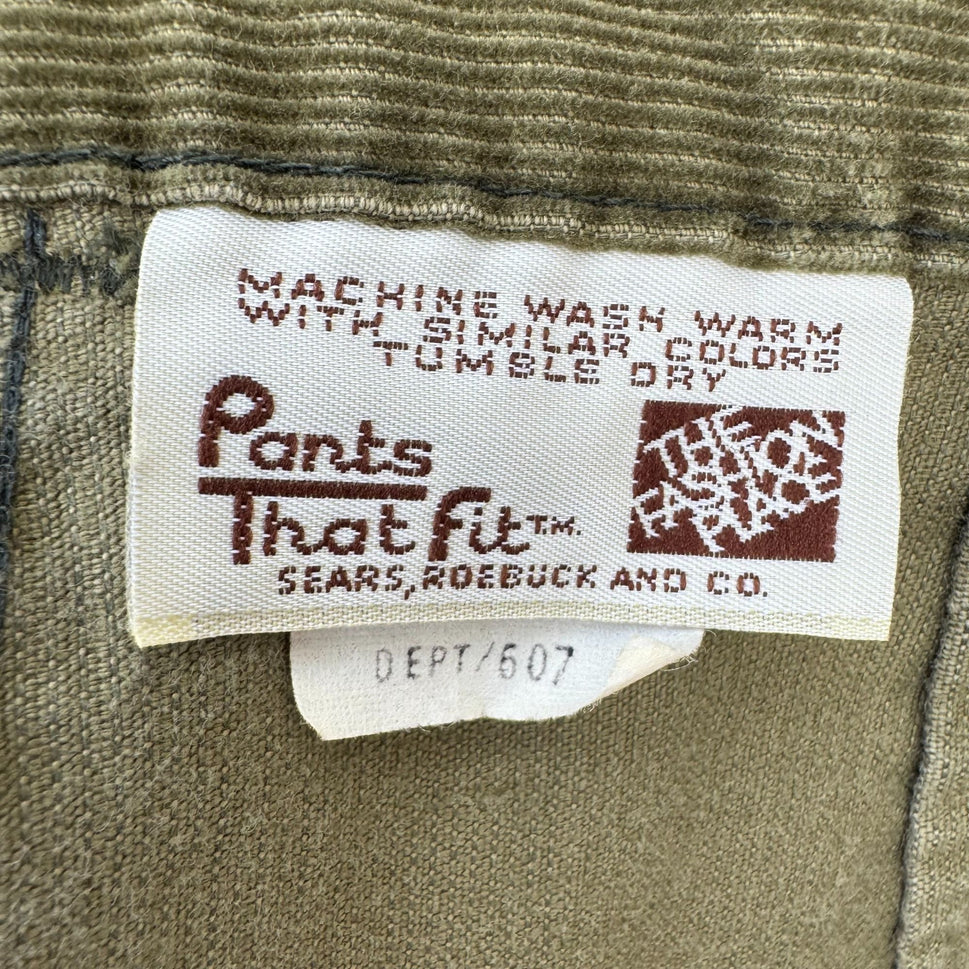 MACHINE WASH WARM
WITH SIMILAR COLORS
TUMBLE DRY
Pants
That Fit TM.
SEARS, ROEBUCK AND CO.
DEPT/607